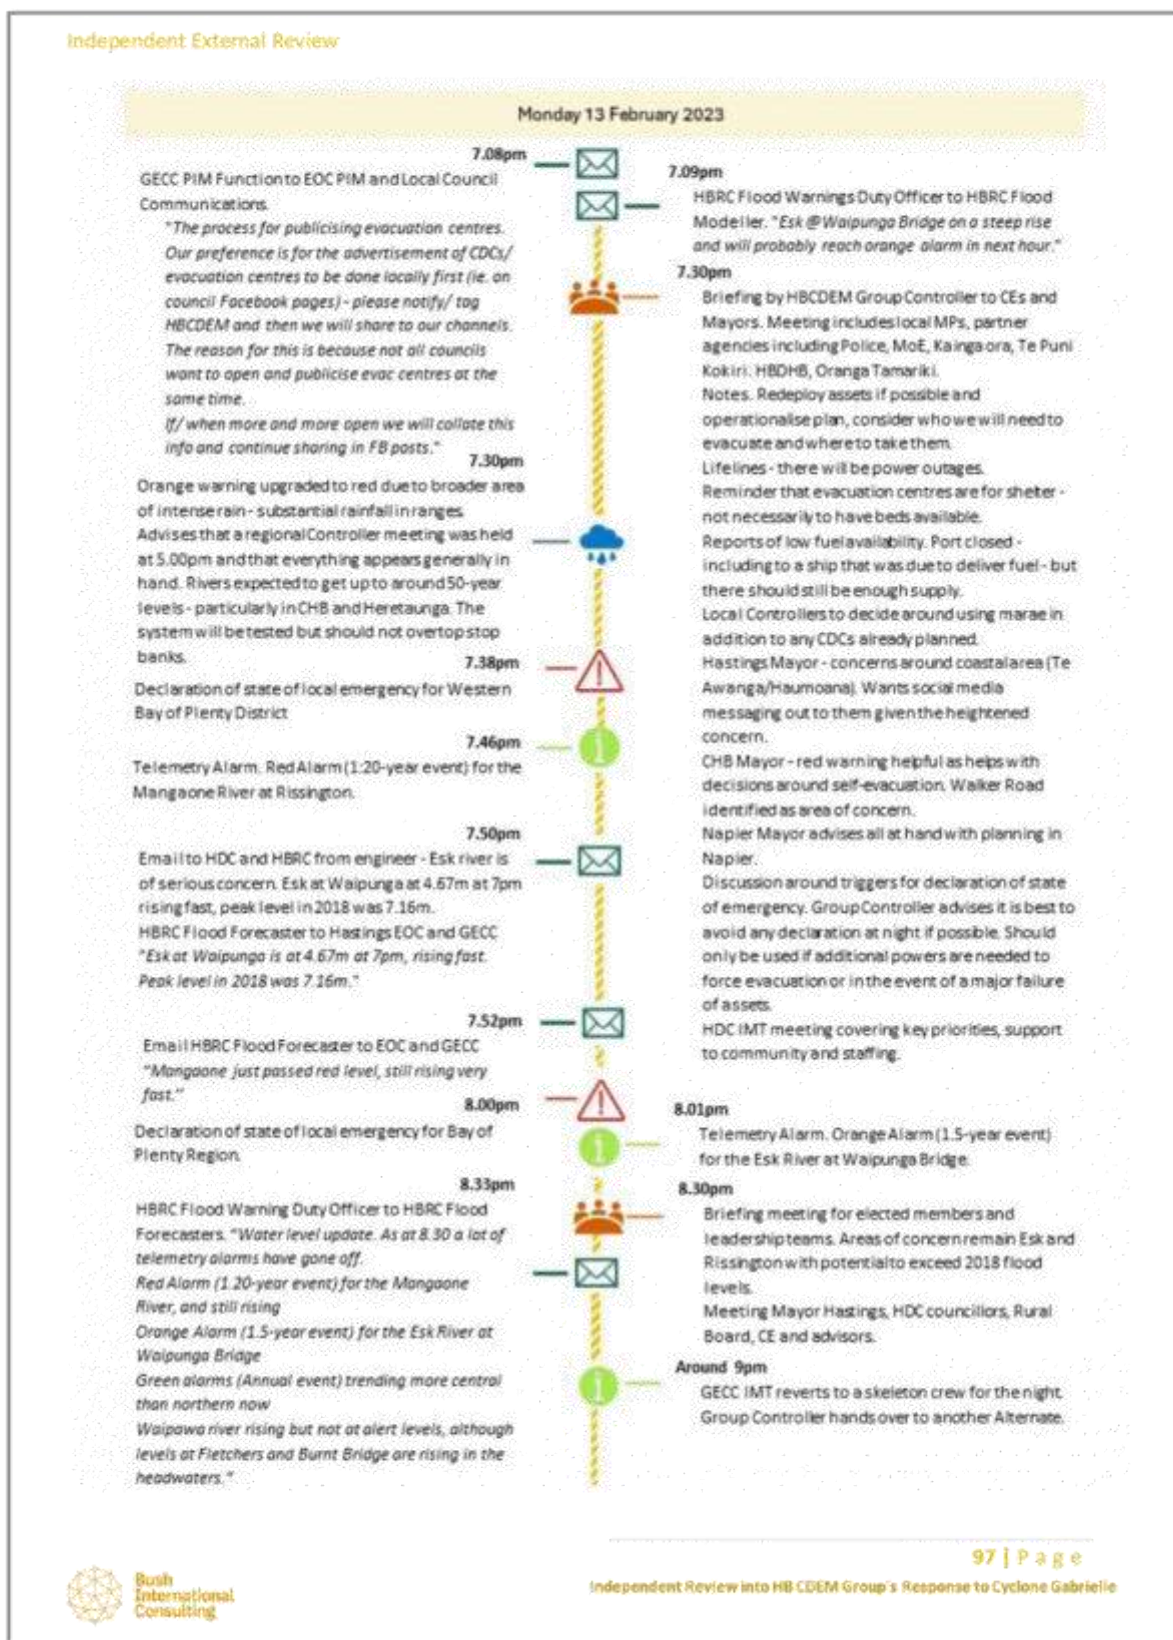 Independent External Review
Monday 13 February 2023
7.08pm
GECC PIM Function to EOC PIM and Local Council
Communications.
"The process for publicising evacuation centres.
Our preference is for the advertisement of CDCs/
evacuation centres to be done locally first (ie. on
council Facebook pages) - please notify/ tag
HBCDEM and then we will share to our channels.
The reason for this is because not all councils
want to open and publicise evac centres at the
same time.
If/ when more and more open we will collate this
info and continue sharing in FB posts."
7.30pm
Orange warning upgraded to red due to broader area
of intense rain - substantial rainfall in ranges.
Advises that a regional Controller meeting was held
at 5.00pm and that everything appears generally in
hand. Rivers expected to get up to around 50-year
levels - particularly in CHB and Heretaunga. The
system will be tested but should not overtop stop
banks.
7.38pm
Declaration of state of local emergency for Western
Bay of Plenty District
7.46pm
Telemetry Alarm. Red Alarm (1:20-year event) for the
Mangaone River at Rissington.
7.50pm
Email to HDC and HBRC from engineer - Esk river is
of serious concern. Esk at Waipunga at 4.67m at 7pm
rising fast, peak level in 2018 was 7.16m.
HBRC Flood Forecaster to Hastings EOC and GECC
"Esk at Waipunga is at 4.67m at 7pm, rising fast.
Peak level in 2018 was 7.16m."
7.52pm
Email HBRC Flood Forecaster to EOC and GECC
"Mangaone just passed red level, still rising very
fast."
8.00pm
Declaration of state of local emergency for Bay of
Plenty Region.
8.33pm
HBRC Flood Warning Duty Officer to HBRC Flood
Forecasters. "Water level update. As at 8.30 a lot of
telemetry alarms have gone off.
Red Alarm (1.20-year event) for the Mangaone
River, and still rising
Orange Alarm (1.5-year event) for the Esk River at
Waipunga Bridge
Green alarms (Annual event) trending more central
than northern now
Waipawa river rising but not at alert levels, although
levels at Fletchers and Burnt Bridge are rising in the
headwaters."
7.09pm
HBRC Flood Warnings Duty Officer to HBRC Flood
Modeller. "Esk @ Waipunga Bridge on a steep rise
and will probably reach orange alarm in next hour."
7.30pm
Briefing by HBCDEM Group Controller to CEs and
Mayors. Meeting includes local MPs, partner
agencies including Police, MoE, Kainga ora, Te Puni
Kokiri. HBDHB, Oranga Tamariki.
Notes. Redeploy assets if possible and
operationalise plan, consider who we will need to
evacuate and where to take them.
Lifelines - there will be power outages.
Reminder that evacuation centres are for shelter -
not necessarily to have beds available.
Reports of low fuel availability. Port closed -
including to a ship that was due to deliver fuel - but
there should still be enough supply.
Local Controllers to decide around using marae in
addition to any CDCs already planned.
Hastings Mayor - concerns around coastal area (Te
Awanga/Haumoana). Wants social media
messaging out to them given the heightened
concern.
CHB Mayor - red warning helpful as helps with
decisions around self-evacuation. Walker Road
identified as area of concern.
Napier Mayor advises all at hand with planning in
Napier.
Discussion around triggers for declaration of state
of emergency. Group Controller advises it is best to
avoid any declaration at night if possible. Should
only be used if additional powers are needed to
force evacuation or in the event of a major failure
of assets.
HDC IMT meeting covering key priorities, support
to community and staffing.
8.01pm
Telemetry Alarm. Orange Alarm (1.5-year event)
for the Esk River at Waipunga Bridge.
8.30pm
Briefing meeting for elected members and
leadership teams. Areas of concern remain Esk and
Rissington with potential to exceed 2018 flood
levels.
Meeting Mayor Hastings, HDC councillors, Rural
Board, CE and advisors.
Around 9pm
GECC IMT reverts to a skeleton crew for the night.
Group Controller hands over to another Alternate.
97 | Page
Independent Review into HB CDEM Group's Response to Cyclone Gabrielle
Bush
International
Consulting